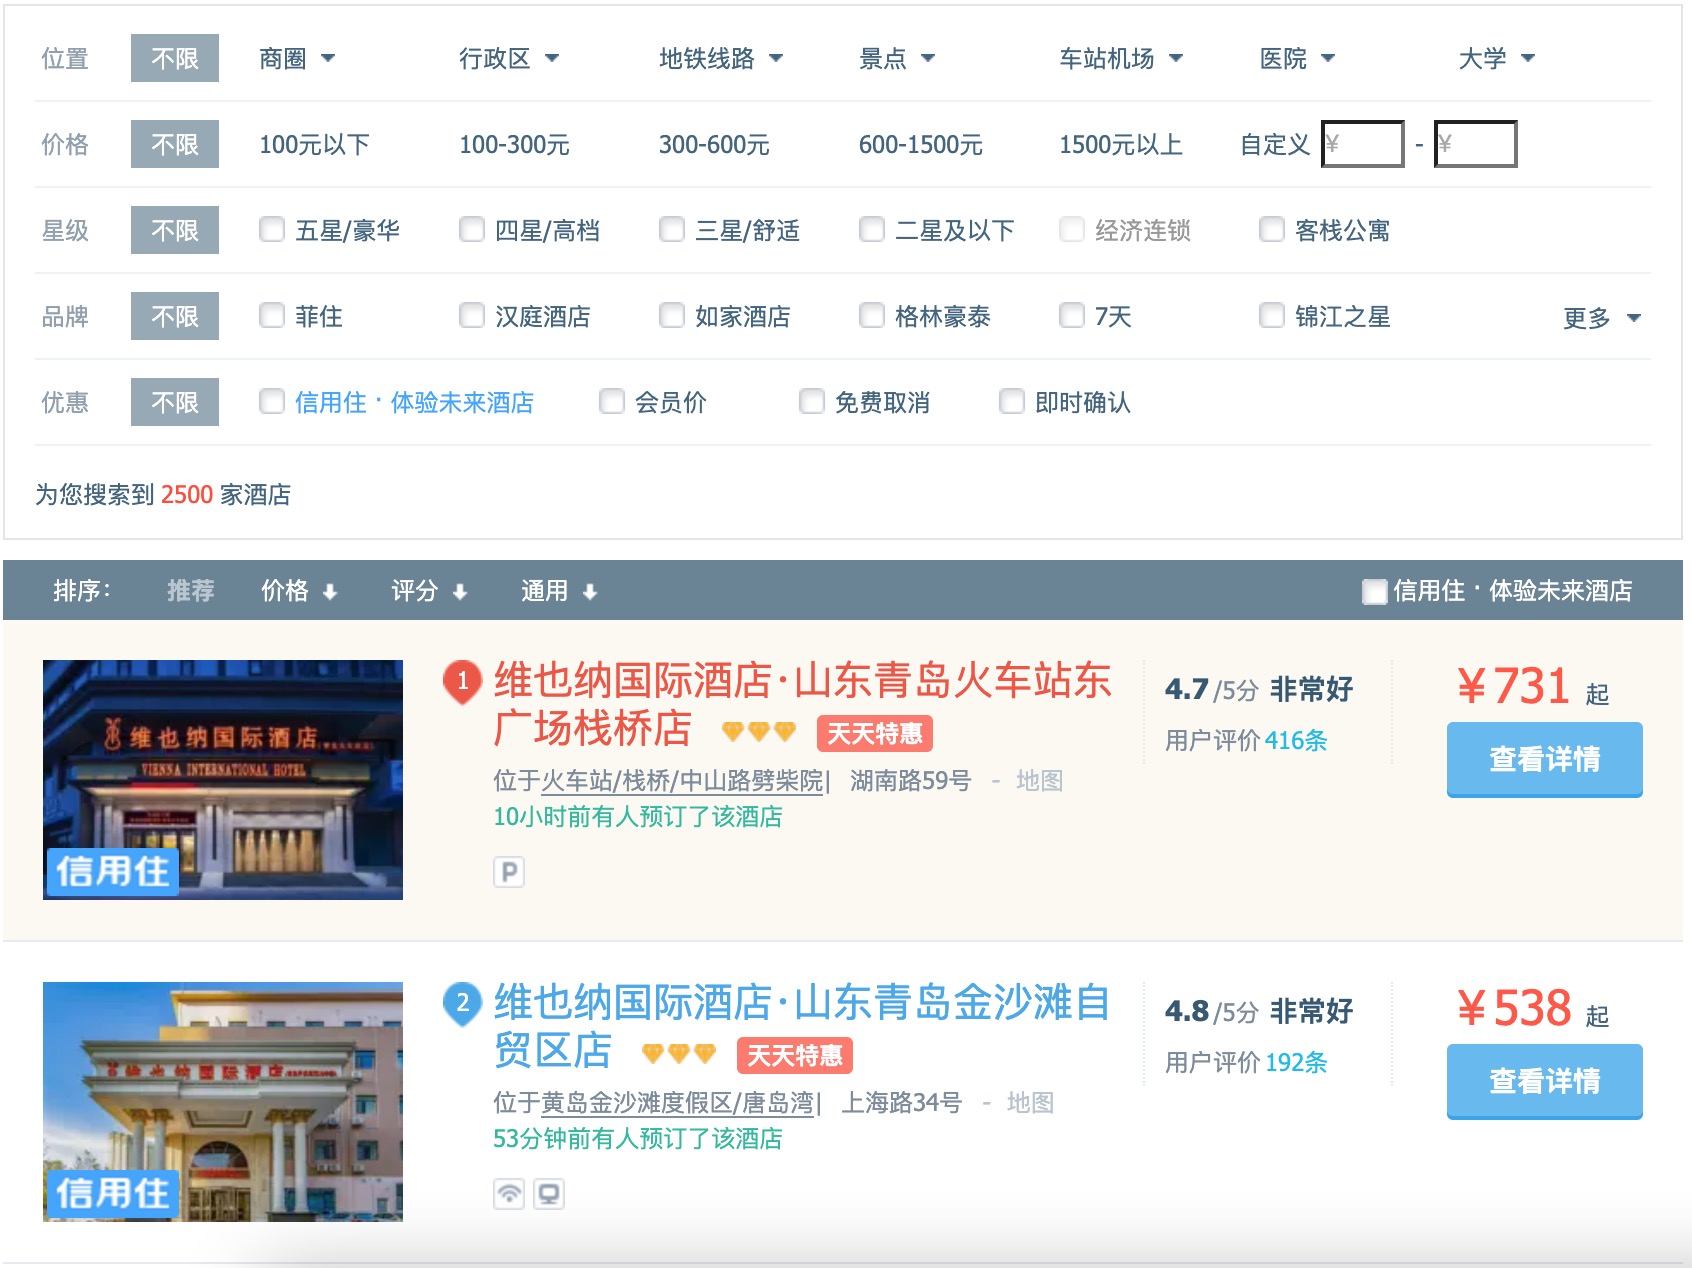 位置 不限 商圈 行政区 地铁线路 景点 车站机场 医院 大学
价格 不限 100元以下 100-300元 300-600元 600-1500元 1500元以上 自定义 ¥ - ¥
星级 不限 五星/豪华 四星/高档 三星/舒适 二星及以下 经济连锁 客栈公寓
品牌 不限 菲住 汉庭酒店 如家酒店 格林豪泰 7天 锦江之星 更多
优惠 不限 信用住·体验未来酒店 会员价 免费取消 即时确认
为您搜索到 2500 家酒店
排序: 推荐 价格 评分 通用 信用住·体验未来酒店
维也纳国际酒店
VIENNA INTERNATIONAL HOTEL
信用住
1 维也纳国际酒店·山东青岛火车站东
广场栈桥店 天天特惠
位于火车站/栈桥/中山路劈柴院| 湖南路59号 - 地图
10小时前有人预订了该酒店
P
4.7/5分 非常好
用户评价416条
¥731 起
查看详情
维也纳国际酒店
信用住
2 维也纳国际酒店·山东青岛金沙滩自
贸区店 天天特惠
位于黄岛金沙滩度假区/唐岛湾| 上海路34号 - 地图
53分钟前有人预订了该酒店
4.8/5分 非常好
用户评价192条
¥538 起
查看详情